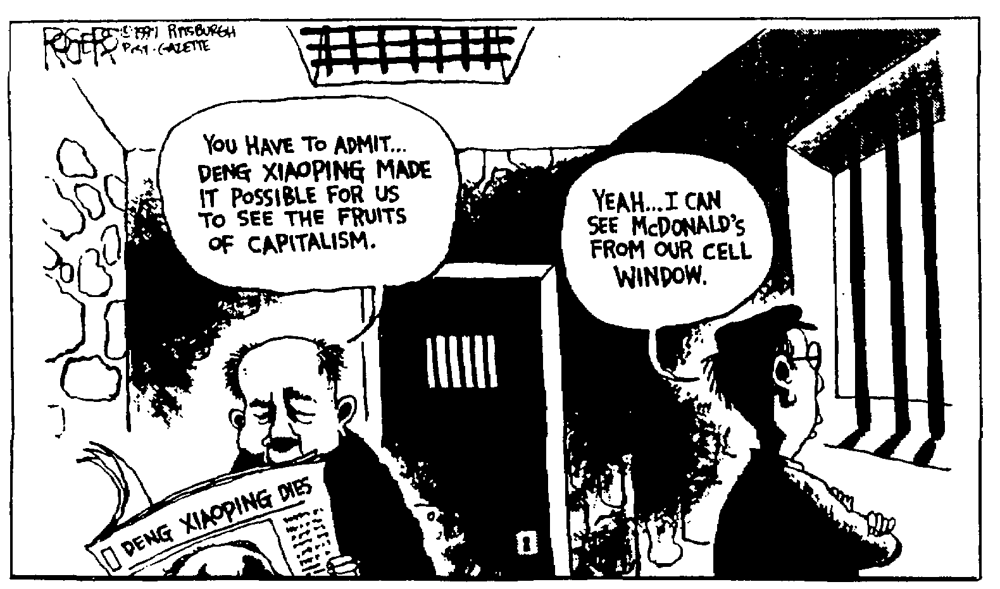 ROGERS ©1997 PITTSBURGH
POST-GAZETTE
YOU HAVE TO ADMIT...
DENG XIAOPING MADE
IT POSSIBLE FOR US
TO SEE THE FRUITS
OF CAPITALISM.
YEAH...I CAN
SEE McDONALD'S
FROM OUR CELL
WINDOW.
DENG XIAOPING DIES